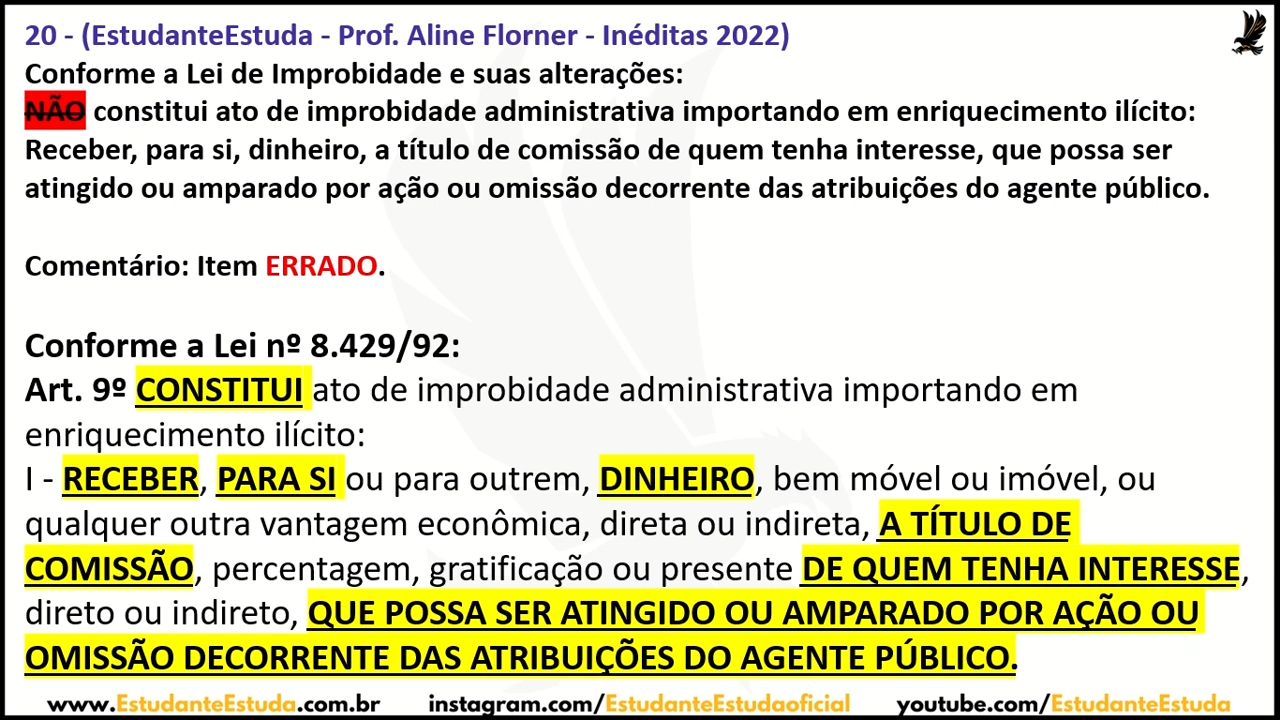 20 - (EstudanteEstuda - Prof. Aline Florner - Inéditas 2022)
Conforme a Lei de Improbidade e suas alterações:
NÃO constitui ato de improbidade administrativa importando em enriquecimento ilícito:
Receber, para si, dinheiro, a título de comissão de quem tenha interesse, que possa ser
atingido ou amparado por ação ou omissão decorrente das atribuições do agente público.
Comentário: Item ERRADO.
Conforme a Lei nº 8.429/92:
Art. 9º CONSTITUI ato de improbidade administrativa importando em
enriquecimento ilícito:
I - RECEBER, PARA SI ou para outrem, DINHEIRO, bem móvel ou imóvel, ou
qualquer outra vantagem econômica, direta ou indireta, A TÍTULO DE
COMISSÃO, percentagem, gratificação ou presente DE QUEM TENHA INTERESSE,
direto ou indireto, QUE POSSA SER ATINGIDO OU AMPARADO POR AÇÃO OU
OMISSÃO DECORRENTE DAS ATRIBUIÇÕES DO AGENTE PÚBLICO.
www.EstudanteEstuda.com.br instagram.com/EstudanteEstudaoficial youtube.com/EstudanteEstuda